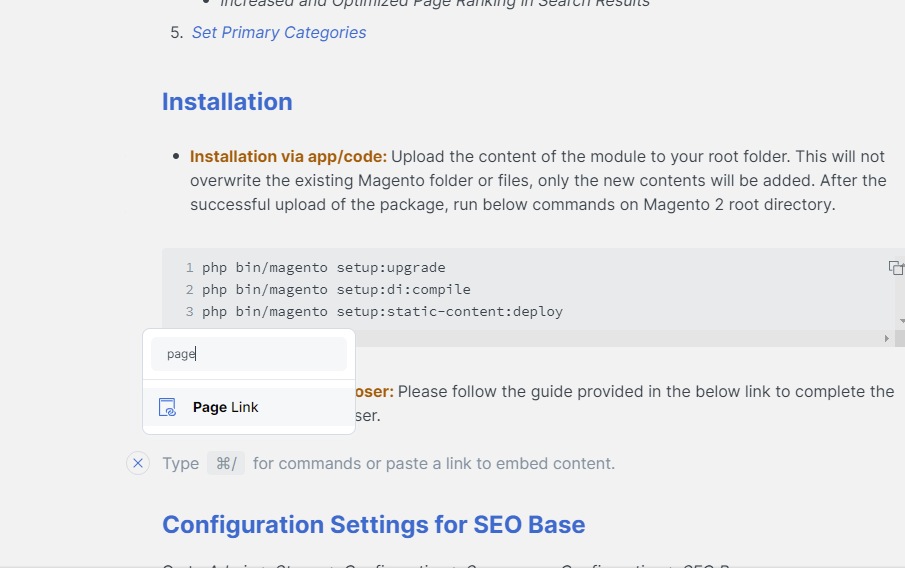 Increased and Optimized Page Ranking in Search Results
5. Set Primary Categories
Installation
Installation via app/code: Upload the content of the module to your root folder. This will not
overwrite the existing Magento folder or files, only the new contents will be added. After the
successful upload of the package, run below commands on Magento 2 root directory.
1 php bin/magento setup:upgrade
2 php bin/magento setup:di:compile
3 php bin/magento setup:static-content:deploy
page
oser: Please follow the guide provided in the below link to complete the
Page Link
ser.
Type ⌘/ for commands or paste a link to embed content.
Configuration Settings for SEO Base